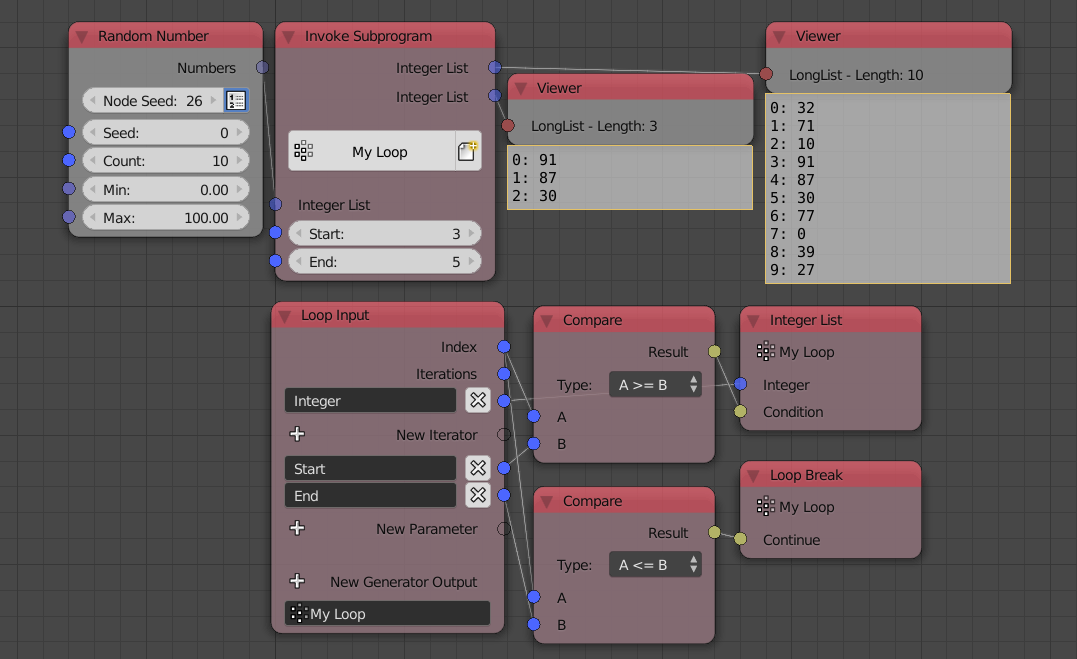 Random Number
Numbers
Node Seed: 26
Seed: 0
Count: 10
Min: 0.00
Max: 100.00
Invoke Subprogram
Integer List
Integer List
My Loop
Integer List
Start: 3
End: 5
Viewer
LongList - Length: 3
0: 91
1: 87
2: 30
Viewer
LongList - Length: 10
0: 32
1: 71
2: 10
3: 91
4: 87
5: 30
6: 77
7: 0
8: 39
9: 27
Loop Input
Index
Iterations
Integer
New Iterator
Start
End
New Parameter
New Generator Output
My Loop
Compare
Result
Type: A >= B
A
B
Compare
Result
Type: A <= B
A
B
Integer List
My Loop
Integer
Condition
Loop Break
My Loop
Continue